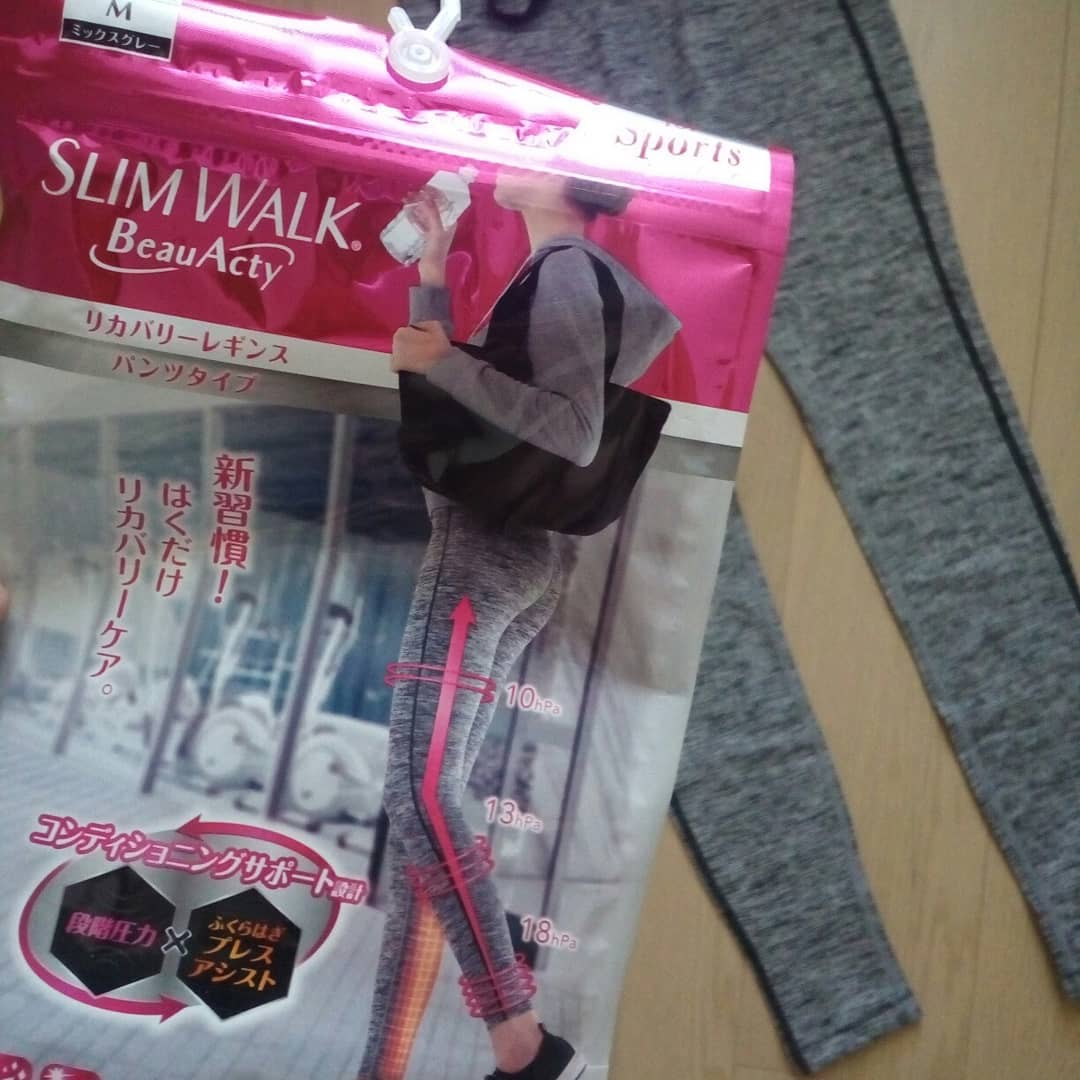 M
ミックスグレー
Sports
SLIM WALK®
BeauActy
リカバリーレギンス
パンツタイプ
新習慣！
はくだけ
リカバリーケア。
10hPa
13hPa
18hPa
コンディショニングサポート設計
段階圧力
×
ふくらはぎ
プレス
アシスト